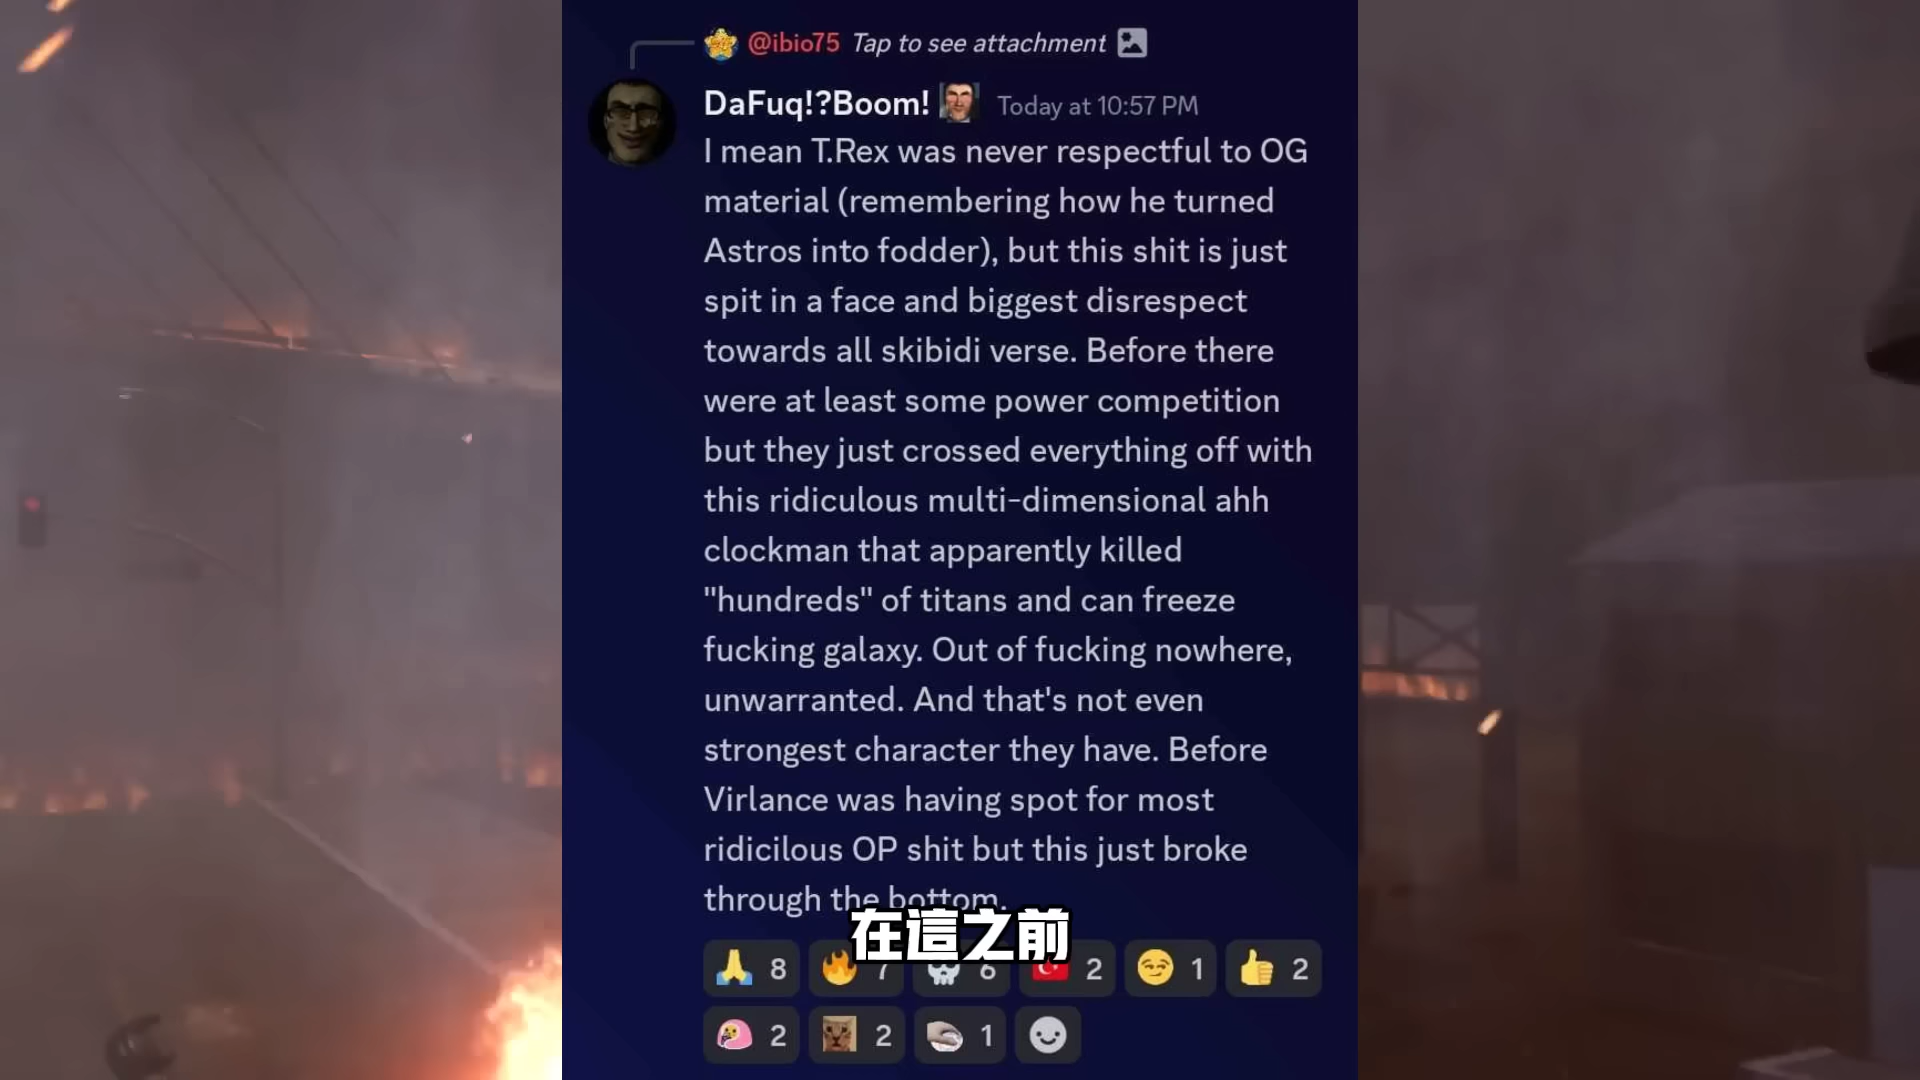 @ibio75 Tap to see attachment
DaFuq!?Boom! Today at 10:57 PM
I mean T.Rex was never respectful to OG
material (remembering how he turned
Astros into fodder), but this shit is just
spit in a face and biggest disrespect
towards all skibidi verse. Before there
were at least some power competition
but they just crossed everything off with
this ridiculous multi-dimensional ahh
clockman that apparently killed
"hundreds" of titans and can freeze
fucking galaxy. Out of fucking nowhere,
unwarranted. And that's not even
strongest character they have. Before
Virlance was having spot for most
ridicilous OP shit but this just broke
through the bottom.
在這之前
8 7 6 2 1 2
2 2 1